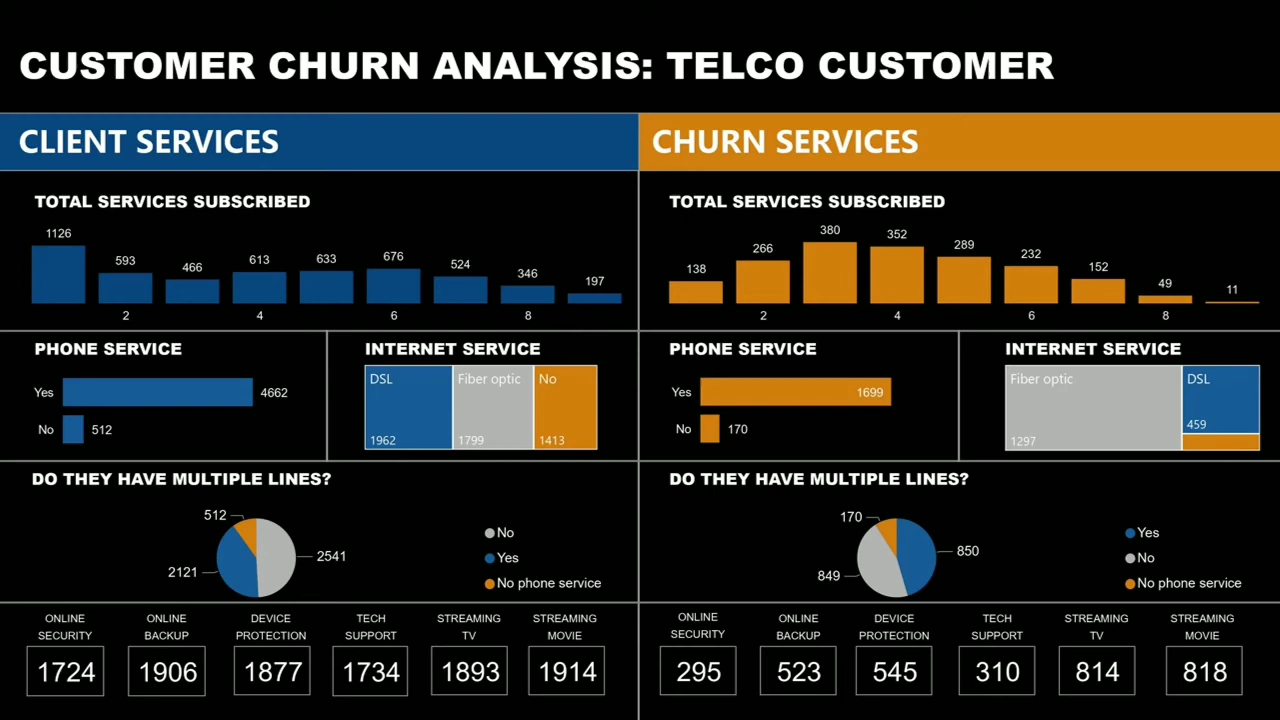 CUSTOMER CHURN ANALYSIS: TELCO CUSTOMER
CLIENT SERVICES
TOTAL SERVICES SUBSCRIBED
1126
593
466
613
633
676
524
346
197
2
4
6
8
PHONE SERVICE
Yes
4662
No
512
INTERNET SERVICE
DSL
Fiber optic
No
1962
1799
1413
DO THEY HAVE MULTIPLE LINES?
512
2541
2121
No
Yes
No phone service
ONLINE
SECURITY
1724
ONLINE
BACKUP
1906
DEVICE
PROTECTION
1877
TECH
SUPPORT
1734
STREAMING
TV
1893
STREAMING
MOVIE
1914
CHURN SERVICES
TOTAL SERVICES SUBSCRIBED
138
266
380
352
289
232
152
49
11
2
4
6
8
PHONE SERVICE
Yes
1699
No
170
INTERNET SERVICE
Fiber optic
1297
DSL
459
DO THEY HAVE MULTIPLE LINES?
170
850
849
Yes
No
No phone service
ONLINE
SECURITY
295
ONLINE
BACKUP
523
DEVICE
PROTECTION
545
TECH
SUPPORT
310
STREAMING
TV
814
STREAMING
MOVIE
818